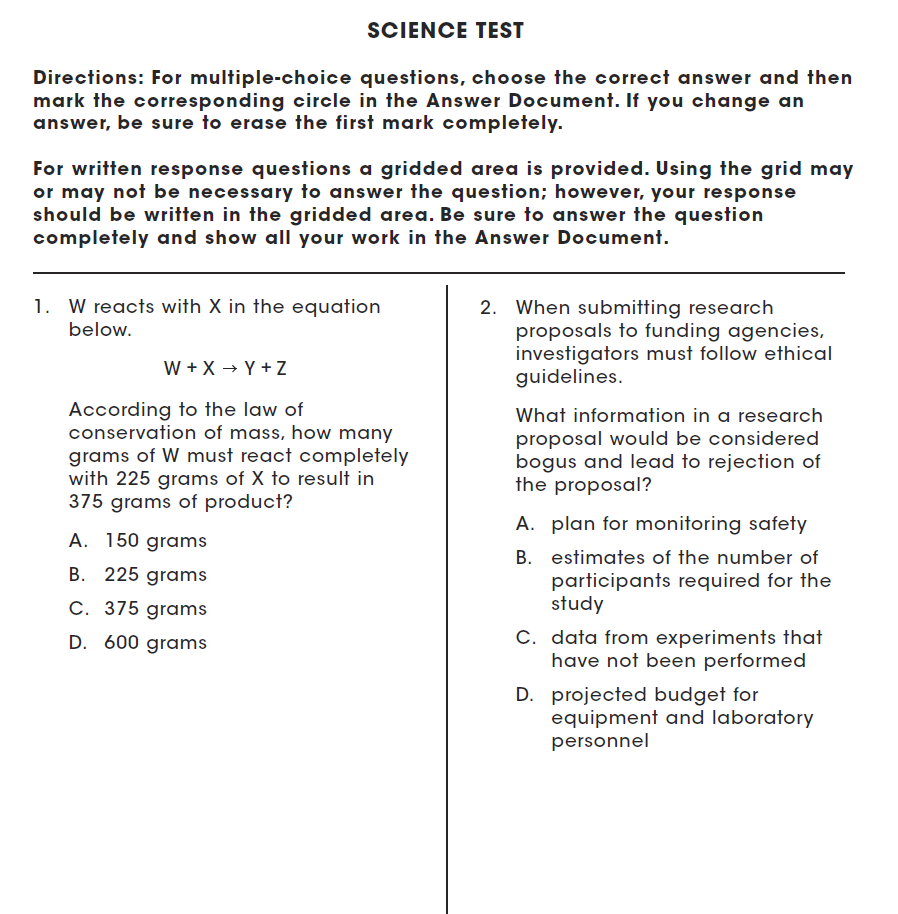 SCIENCE TEST
Directions: For multiple-choice questions, choose the correct answer and then
mark the corresponding circle in the Answer Document. If you change an
answer, be sure to erase the first mark completely.
For written response questions a gridded area is provided. Using the grid may
or may not be necessary to answer the question; however, your response
should be written in the gridded area. Be sure to answer the question
completely and show all your work in the Answer Document.
1. W reacts with X in the equation
below.
W + X → Y + Z
According to the law of
conservation of mass, how many
grams of W must react completely
with 225 grams of X to result in
375 grams of product?
A. 150 grams
B. 225 grams
C. 375 grams
D. 600 grams
2. When submitting research
proposals to funding agencies,
investigators must follow ethical
guidelines.
What information in a research
proposal would be considered
bogus and lead to rejection of
the proposal?
A. plan for monitoring safety
B. estimates of the number of
participants required for the
study
C. data from experiments that
have not been performed
D. projected budget for
equipment and laboratory
personnel